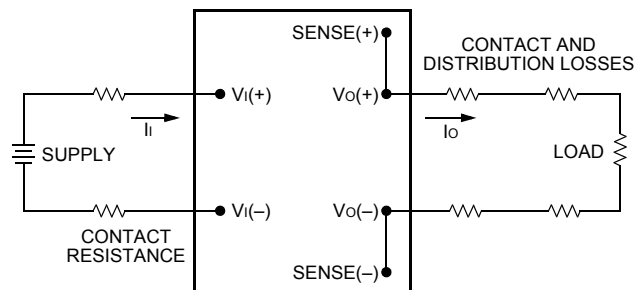 SENSE(+)
CONTACT AND
DISTRIBUTION LOSSES
VI(+)
VO(+)
II
IO
SUPPLY
LOAD
VI(–)
VO(–)
CONTACT
RESISTANCE
SENSE(–)